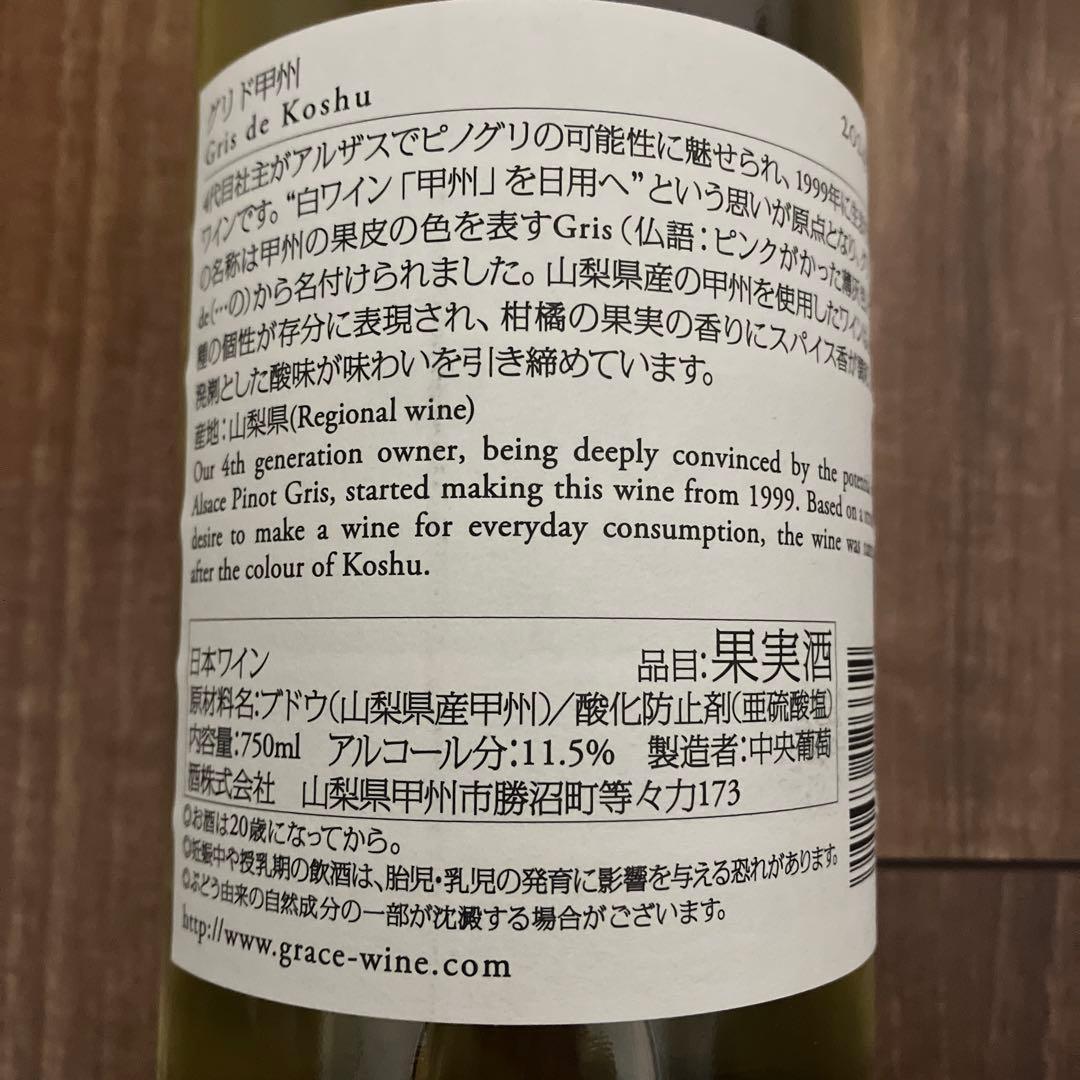 グリド甲州
Gris de Koshu
4代目社主がアルザスでピノグリの可能性に魅せられ、1999年に
ワインです。“白ワイン「甲州」を日用へ”という思いが原点となり、
の名称は甲州の果皮の色を表すGris（仏語：ピンクがかった薄灰色
de（…の）から名付けられました。山梨県産の甲州を使用したワイン
種の個性が存分に表現され、柑橘の果実の香りにスパイス香が
溌剌とした酸味が味わいを引き締めています。
産地：山梨県(Regional wine)
Our 4th generation owner, being deeply convinced by the
Alsace Pinot Gris, started making this wine from 1999. Based on a
desire to make a wine for everyday consumption, the wine was
after the colour of Koshu.
日本ワイン 品目：果実酒
原材料名：ブドウ（山梨県産甲州）／酸化防止剤（亜硫酸塩）
内容量：750ml アルコール分：11.5% 製造者：中央葡萄
酒株式会社 山梨県甲州市勝沼町等々力173
◎お酒は20歳になってから。
◎妊娠中や授乳期の飲酒は、胎児・乳児の発育に影響を与える恐れがあります。
◎ぶどう由来の自然成分の一部が沈澱する場合がございます。
http://www.grace-wine.com